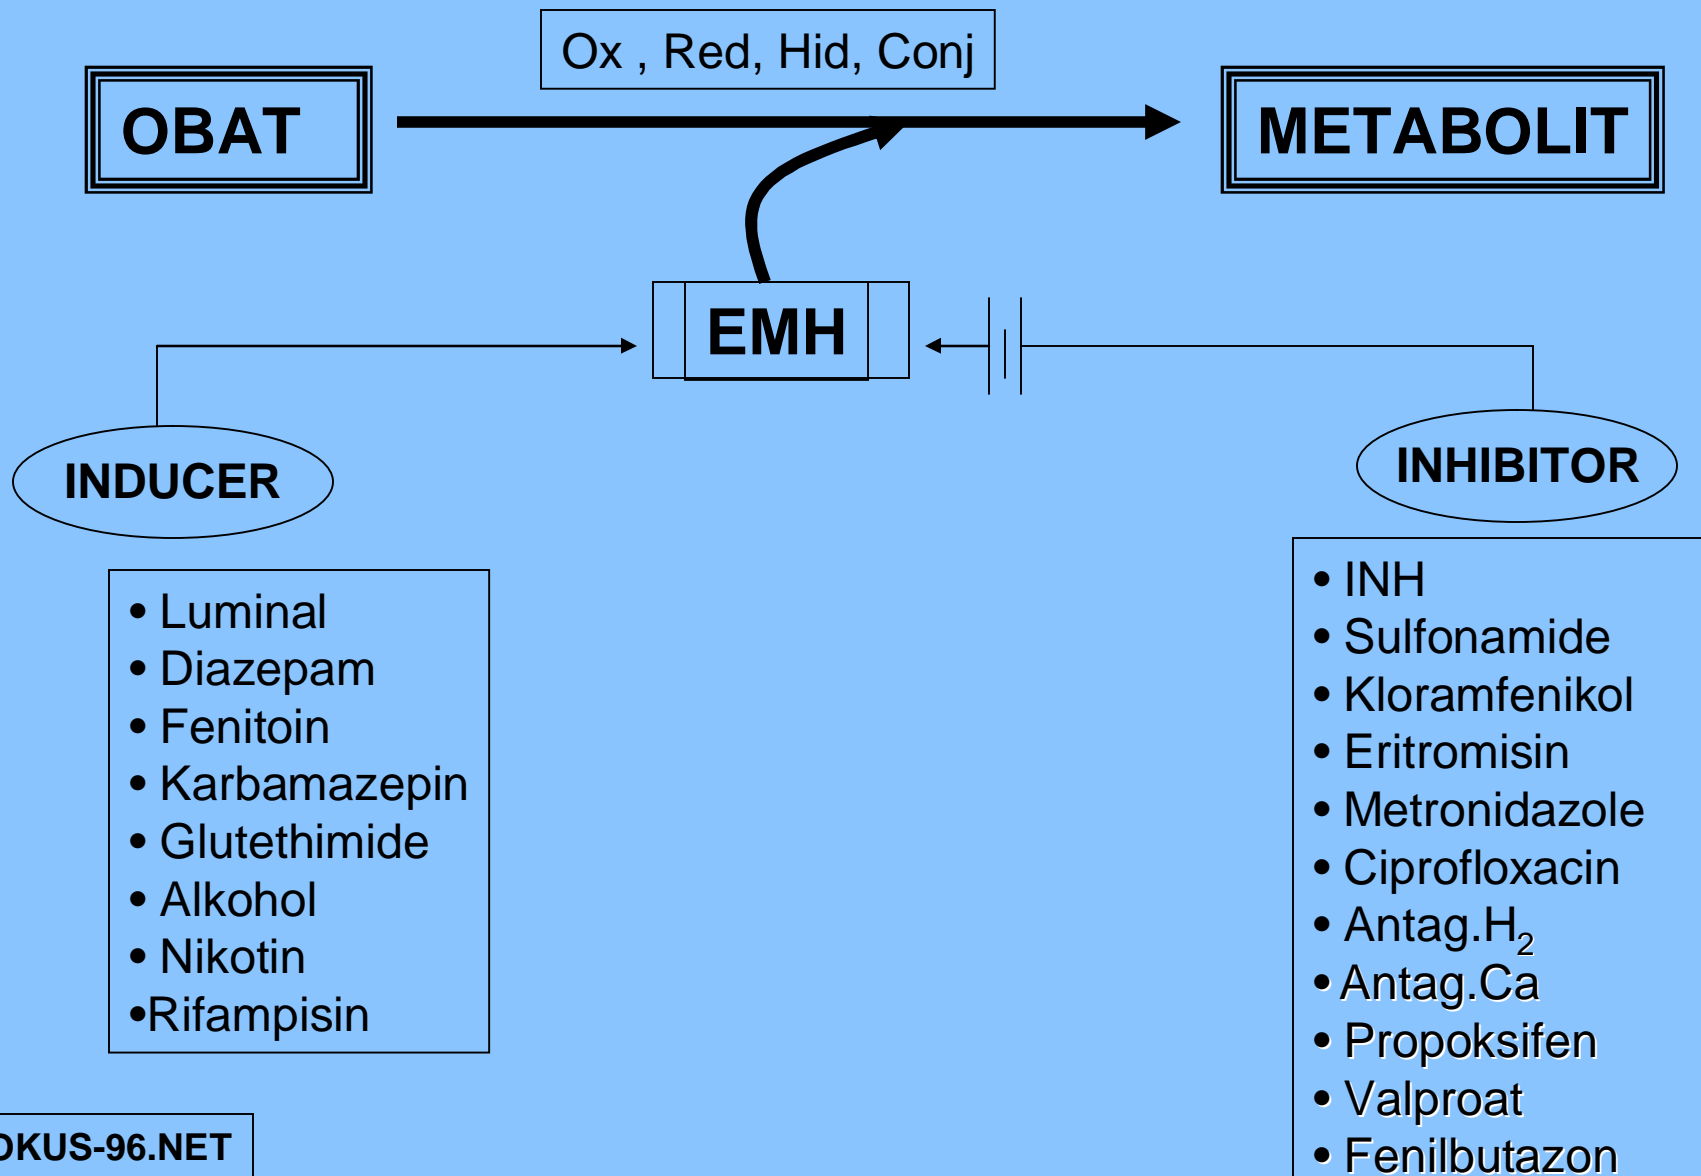 Ox , Red, Hid, Conj
OBAT
METABOLIT
EMH
INDUCER
INHIBITOR
• Luminal
• Diazepam
• Fenitoin
• Karbamazepin
• Glutethimide
• Alkohol
• Nikotin
•Rifampisin
• INH
• Sulfonamide
• Kloramfenikol
• Eritromisin
• Metronidazole
• Ciprofloxacin
• Antag.H₂
• Antag.Ca
• Propoksifen
• Valproat
• Fenilbutazon
OKUS-96.NET